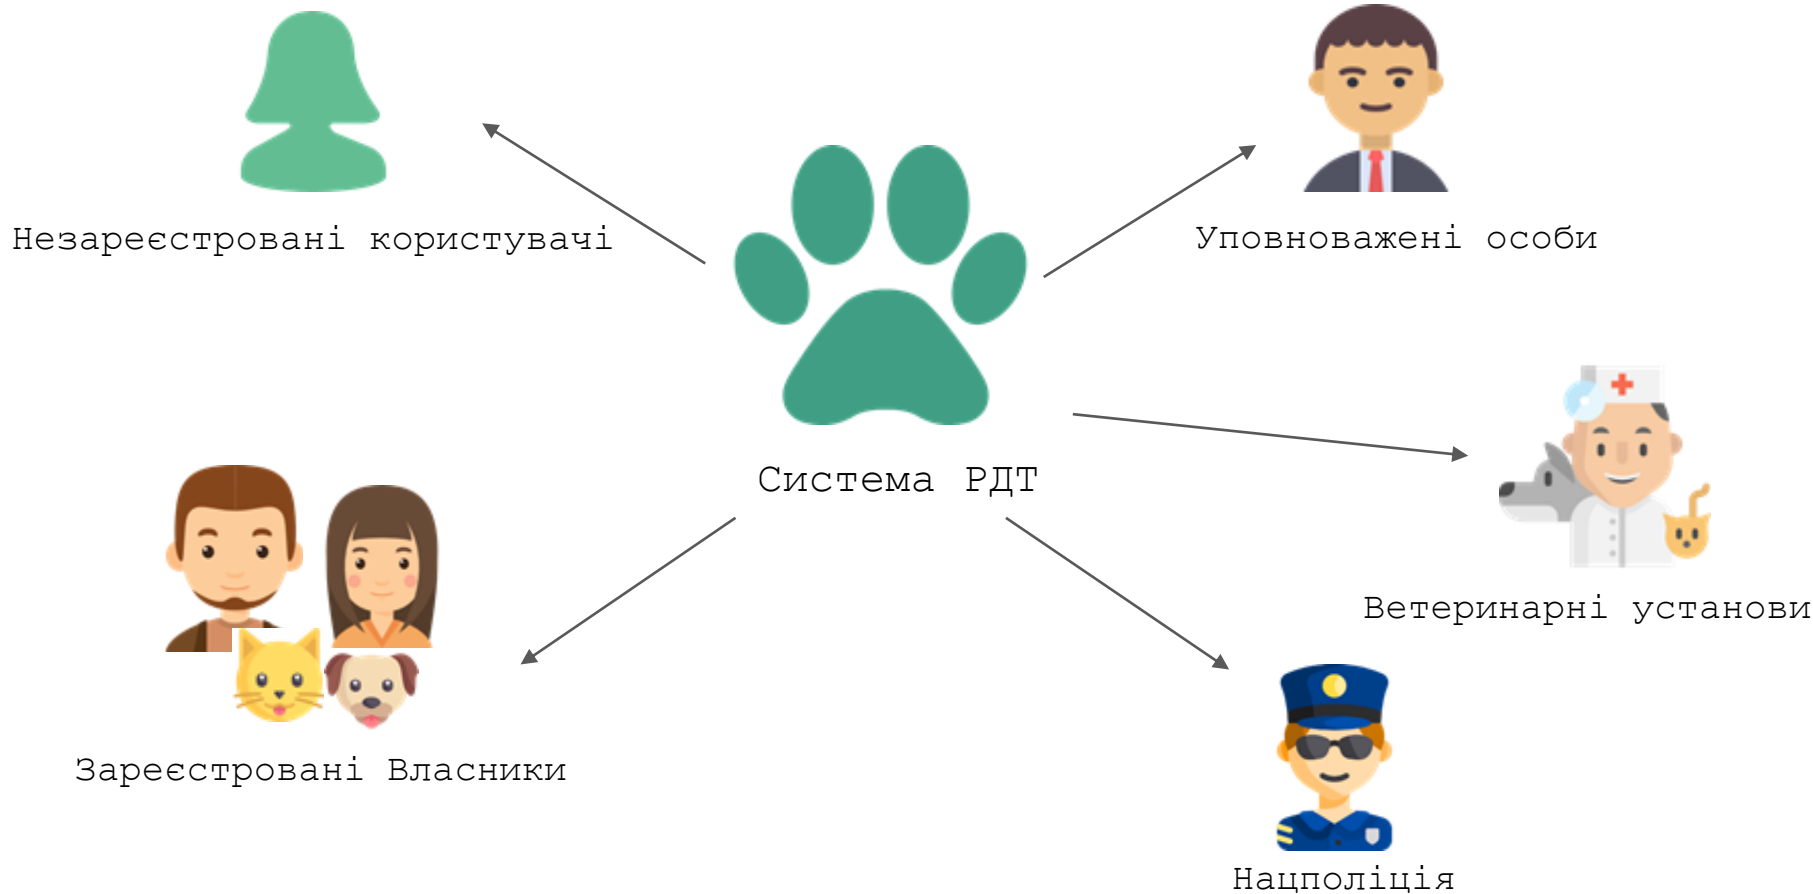 Незареєстровані користувачі
Уповноважені особи
Система РДТ
Ветеринарні установи
Зареєстровані Власники
Нацполіція